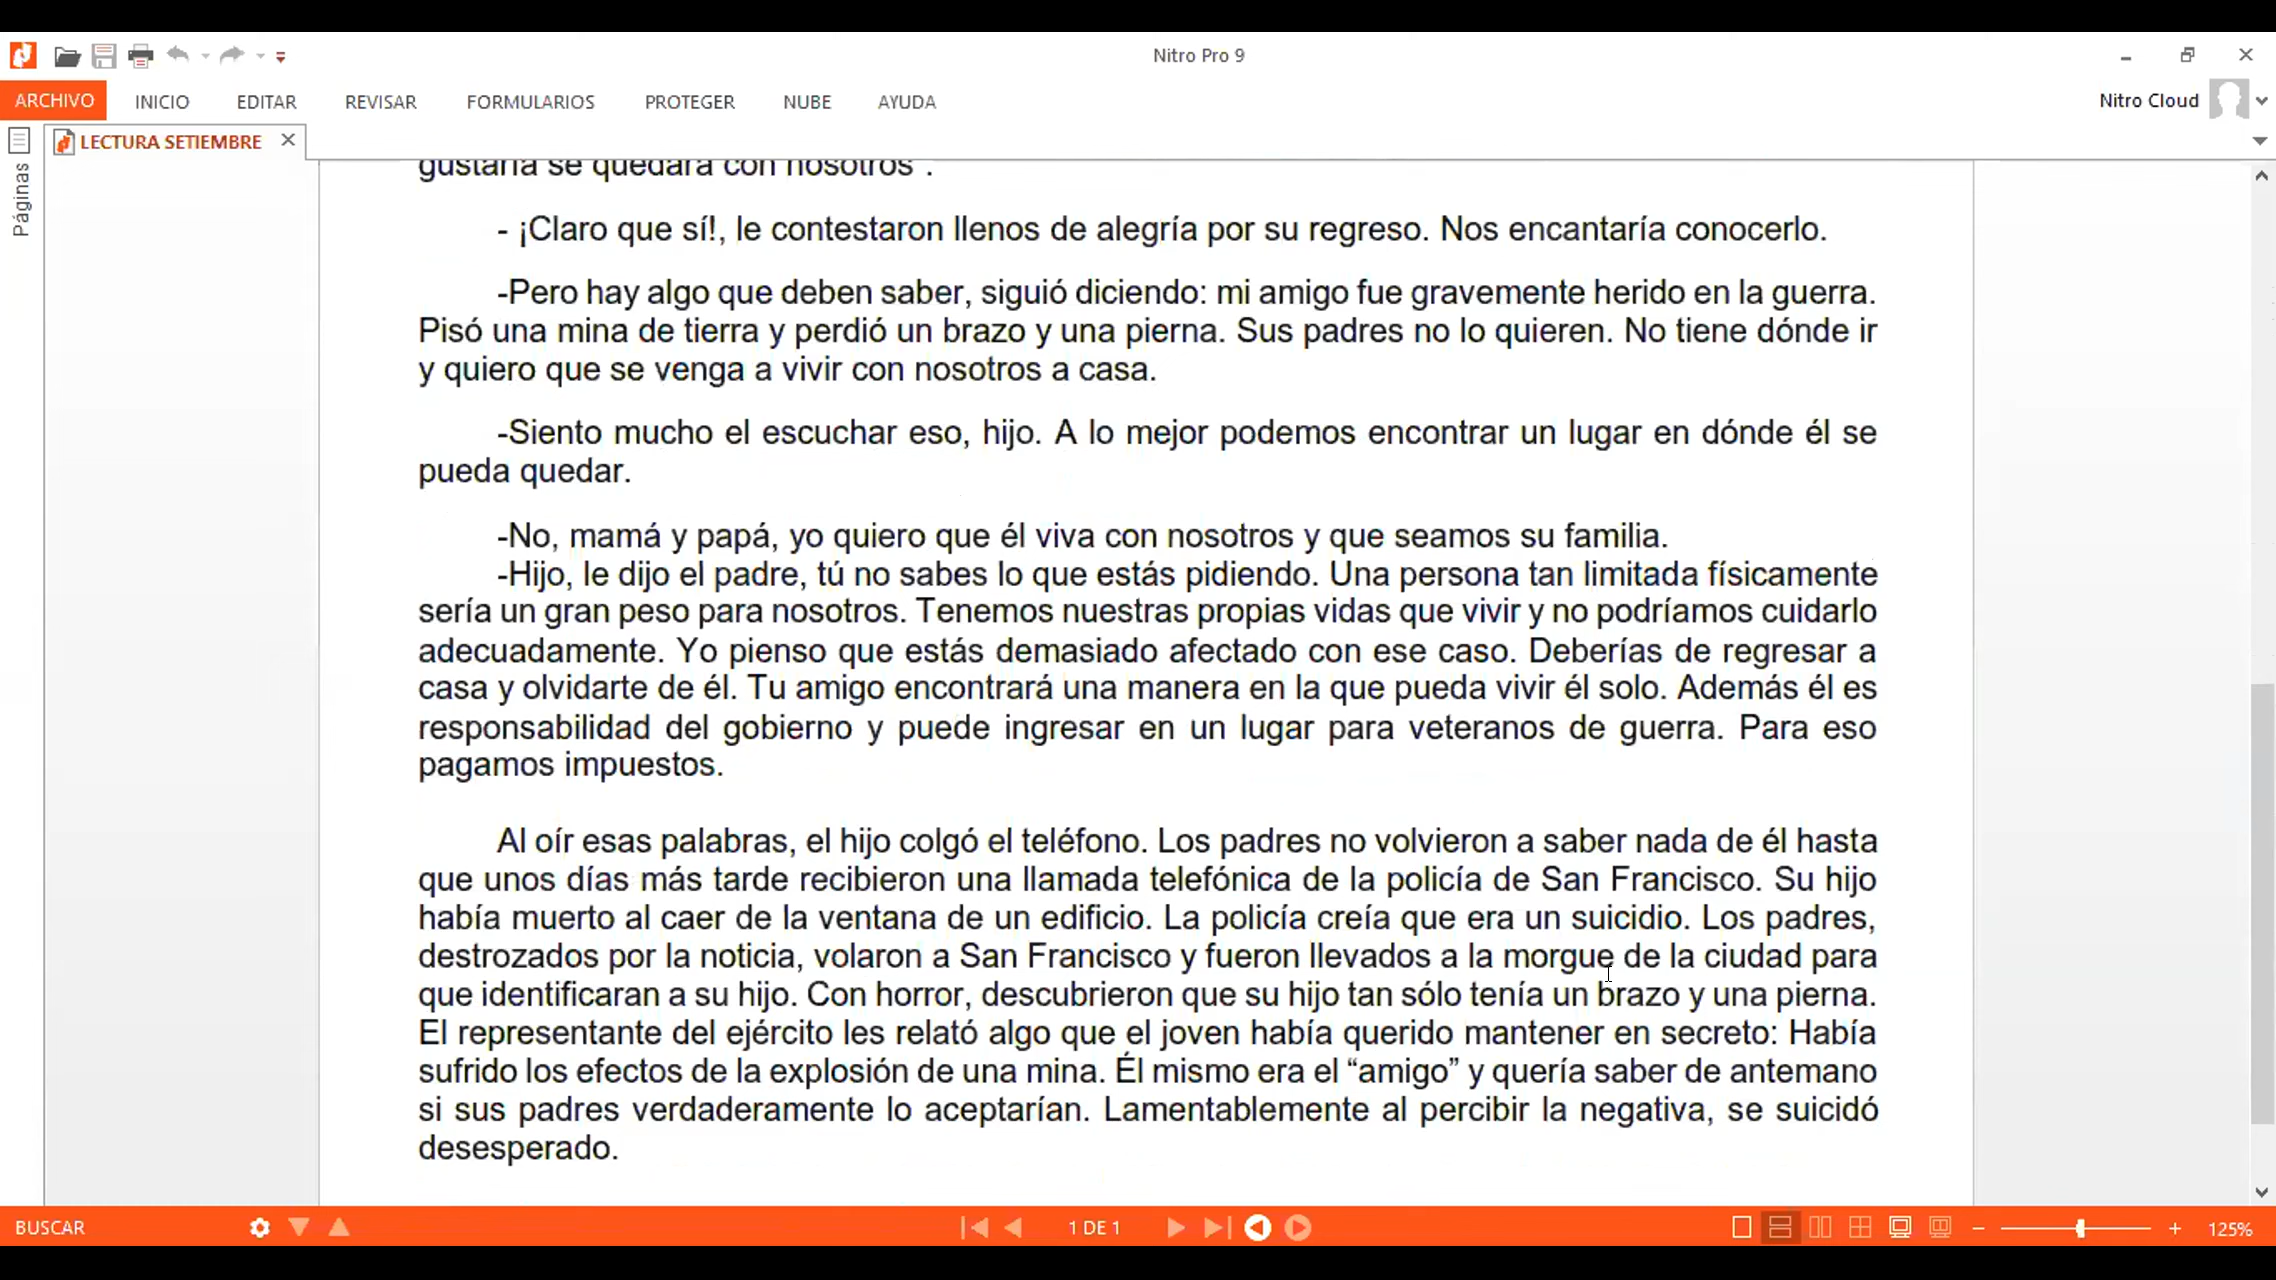 Nitro Pro 9
ARCHIVO INICIO EDITAR REVISAR FORMULARIOS PROTEGER NUBE AYUDA Nitro Cloud
LECTURA SETIEMBRE
Páginas
gustaría se quedara con nosotros".
- ¡Claro que sí!, le contestaron llenos de alegría por su regreso. Nos encantaría conocerlo.
-Pero hay algo que deben saber, siguió diciendo: mi amigo fue gravemente herido en la guerra.
Pisó una mina de tierra y perdió un brazo y una pierna. Sus padres no lo quieren. No tiene dónde ir
y quiero que se venga a vivir con nosotros a casa.
-Siento mucho el escuchar eso, hijo. A lo mejor podemos encontrar un lugar en dónde él se
pueda quedar.
-No, mamá y papá, yo quiero que él viva con nosotros y que seamos su familia.
-Hijo, le dijo el padre, tú no sabes lo que estás pidiendo. Una persona tan limitada físicamente
sería un gran peso para nosotros. Tenemos nuestras propias vidas que vivir y no podríamos cuidarlo
adecuadamente. Yo pienso que estás demasiado afectado con ese caso. Deberías de regresar a
casa y olvidarte de él. Tu amigo encontrará una manera en la que pueda vivir él solo. Además él es
responsabilidad del gobierno y puede ingresar en un lugar para veteranos de guerra. Para eso
pagamos impuestos.
Al oír esas palabras, el hijo colgó el teléfono. Los padres no volvieron a saber nada de él hasta
que unos días más tarde recibieron una llamada telefónica de la policía de San Francisco. Su hijo
había muerto al caer de la ventana de un edificio. La policía creía que era un suicidio. Los padres,
destrozados por la noticia, volaron a San Francisco y fueron llevados a la morgue de la ciudad para
que identificaran a su hijo. Con horror, descubrieron que su hijo tan sólo tenía un brazo y una pierna.
El representante del ejército les relató algo que el joven había querido mantener en secreto: Había
sufrido los efectos de la explosión de una mina. Él mismo era el “amigo” y quería saber de antemano
si sus padres verdaderamente lo aceptarían. Lamentablemente al percibir la negativa, se suicidó
desesperado.
BUSCAR 1 DE 1 125%